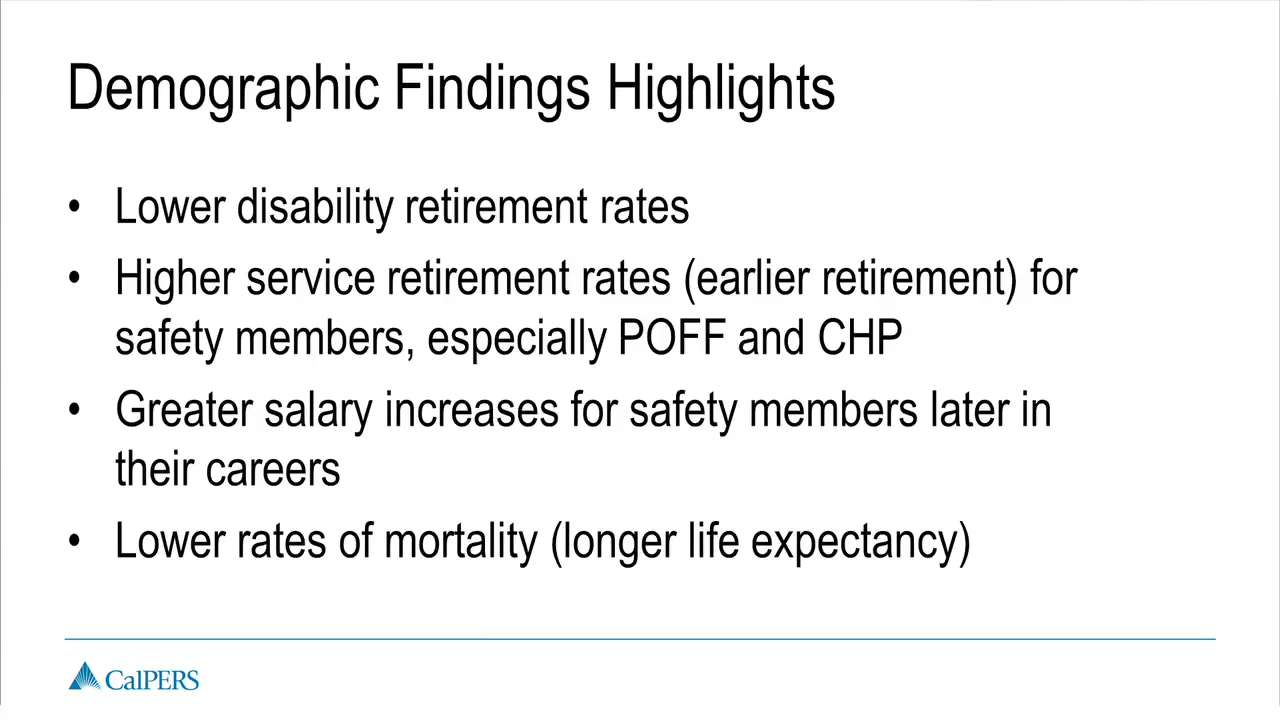 Demographic Findings Highlights
• Lower disability retirement rates
• Higher service retirement rates (earlier retirement) for
safety members, especially POFF and CHP
• Greater salary increases for safety members later in
their careers
• Lower rates of mortality (longer life expectancy)
CalPERS